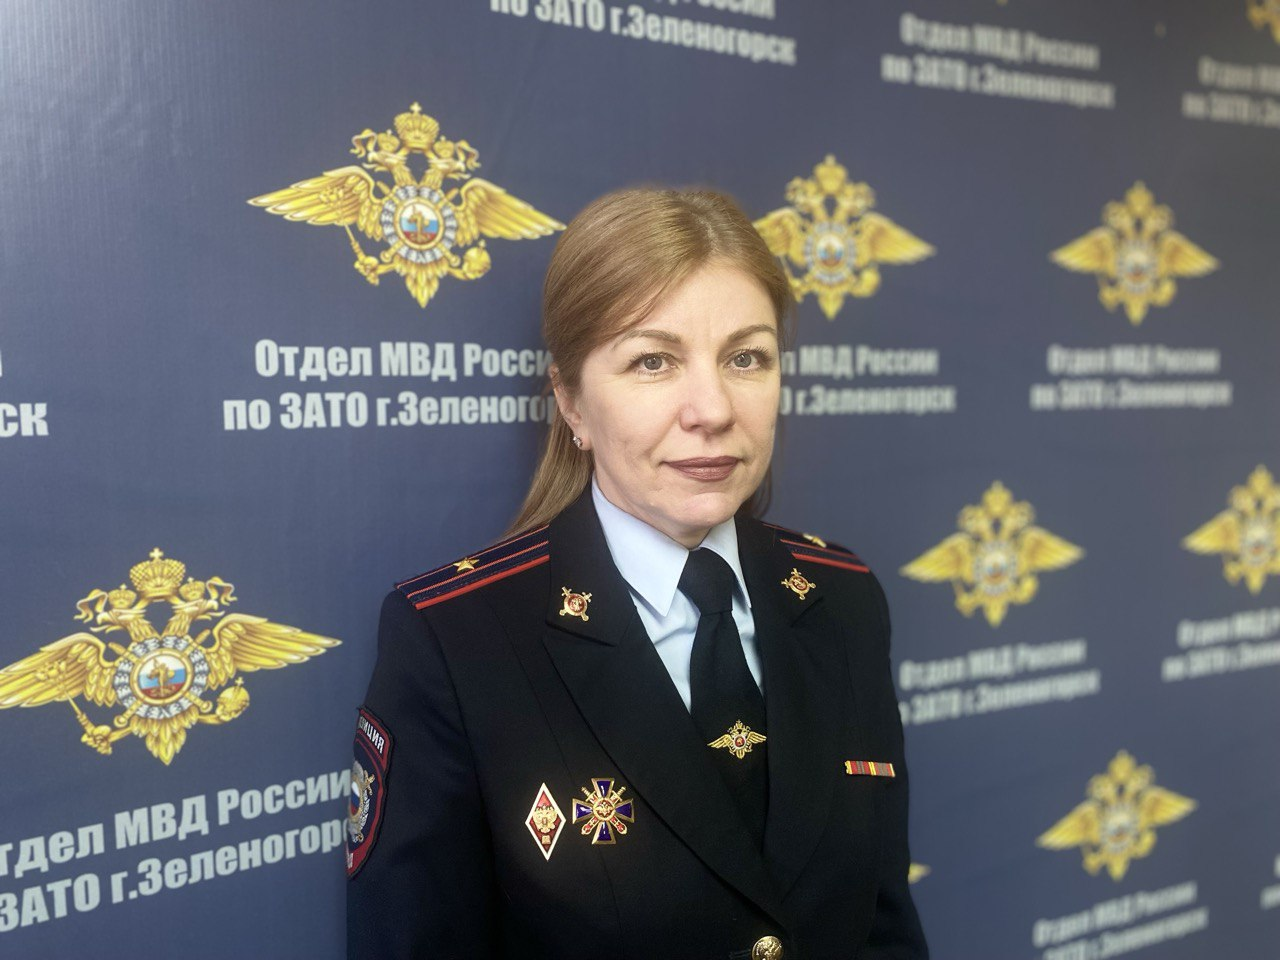 по ЗАТО г.Зеленогорск
Отдел МВД России
по ЗАТО г.Зеленогорск
Отдел
по ЗАТО
Отдел МВД России
по ЗАТО г.Зеленогорск
МВД России
г.Зеленогорск
Отдел МВД России
по ЗАТО г.Зеленогорск
Отдел МВД России
ЗАТО г.Зеленогорск
МВД России
ЗАТО г.Зеленогорск
Отдел МВД России
по ЗАТО г.Зеленогорск